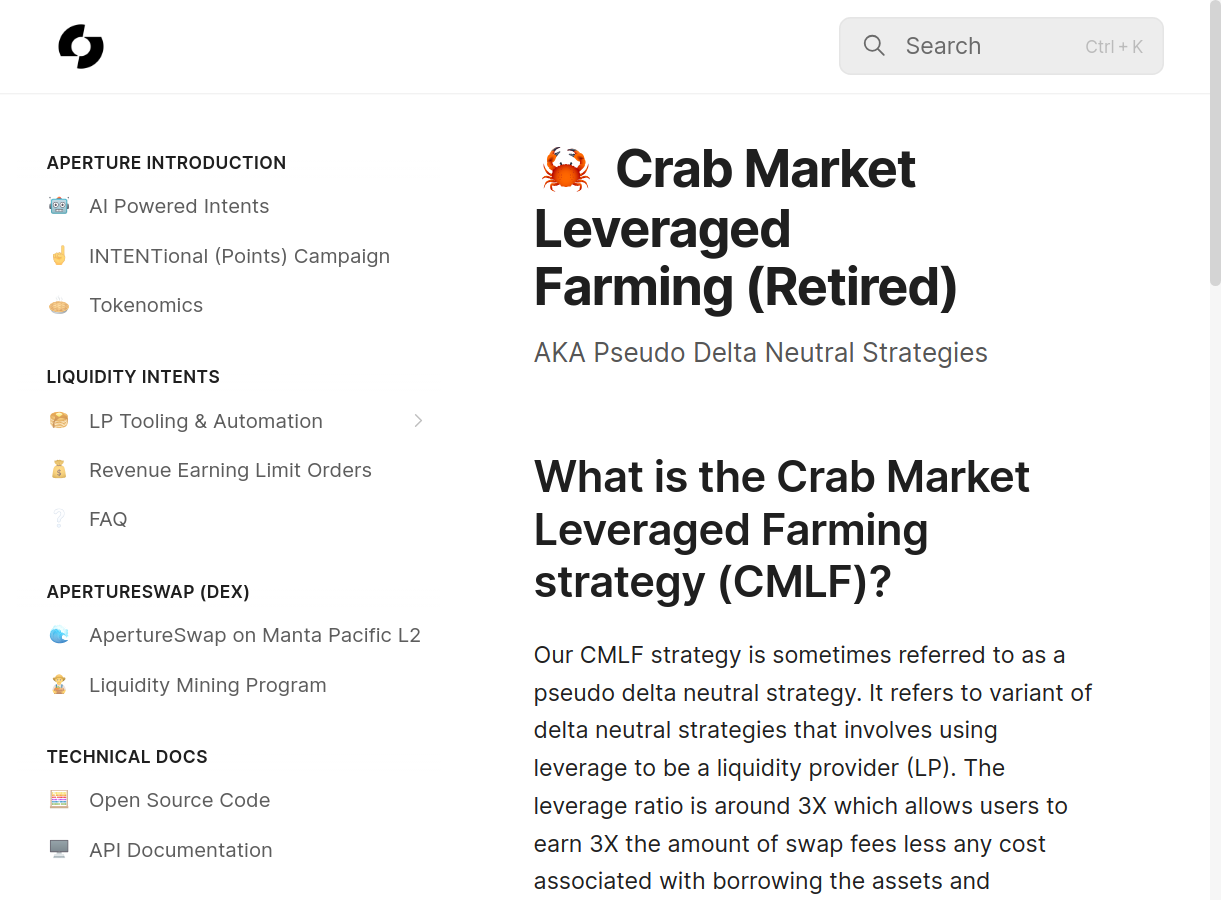 Search
Ctrl + K
APERTURE INTRODUCTION
AI Powered Intents
INTENTional (Points) Campaign
Tokenomics
LIQUIDITY INTENTS
LP Tooling & Automation
Revenue Earning Limit Orders
FAQ
APERTURESWAP (DEX)
ApertureSwap on Manta Pacific L2
Liquidity Mining Program
TECHNICAL DOCS
Open Source Code
API Documentation
Crab Market
Leveraged
Farming (Retired)
AKA Pseudo Delta Neutral Strategies
What is the Crab Market
Leveraged Farming
strategy (CMLF)?
Our CMLF strategy is sometimes referred to as a
pseudo delta neutral strategy. It refers to variant of
delta neutral strategies that involves using
leverage to be a liquidity provider (LP). The
leverage ratio is around 3X which allows users to
earn 3X the amount of swap fees less any cost
associated with borrowing the assets and